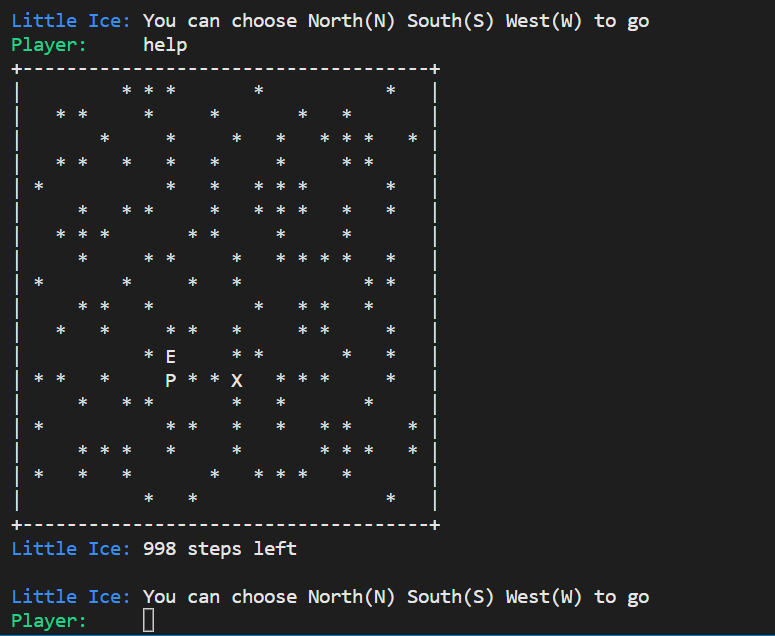 Little Ice: You can choose North(N) South(S) West(W) to go
Player:     help
+-------------------------------------+
|         * * *       *           *   |
|   * *     *     *       *   *       |
|       *     *     *   *   * * *   * |
|   * *   *   *   *     *     * *     |
| *           *   *   * * *       *   |
|     *   * *     *   * * *   *   *   |
|   * * *       * *     *     *       |
|     *     * *     *   * * * *   *   |
| *       *     *   *           * *   |
|     * *   *         *   * *   *     |
|   *   *     * *   *     * *     *   |
|           * E     * *       *   *   |
| * *   *     P * * X   * * *     *   |
|     *   * *       *   *       *     |
| *           * *   *   *   * *     * |
|     * * *   *     *       * * *   * |
| *   *   *       *   * * *   *       |
|           *   *                 *   |
+-------------------------------------+
Little Ice: 998 steps left
Little Ice: You can choose North(N) South(S) West(W) to go
Player: